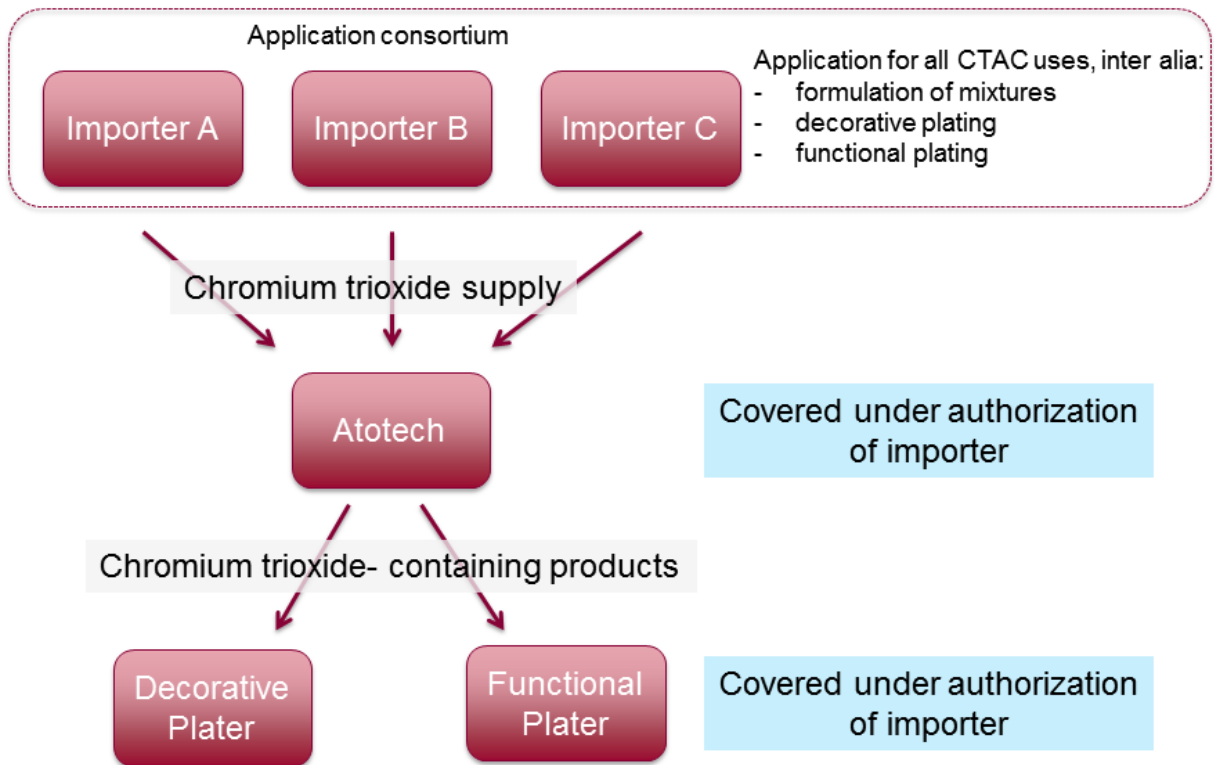 Application consortium
Importer A
Importer B
Importer C
Application for all CTAC uses, inter alia:
- formulation of mixtures
- decorative plating
- functional plating
Chromium trioxide supply
Atotech
Covered under authorization
of importer
Chromium trioxide- containing products
Decorative
Plater
Functional
Plater
Covered under authorization
of importer